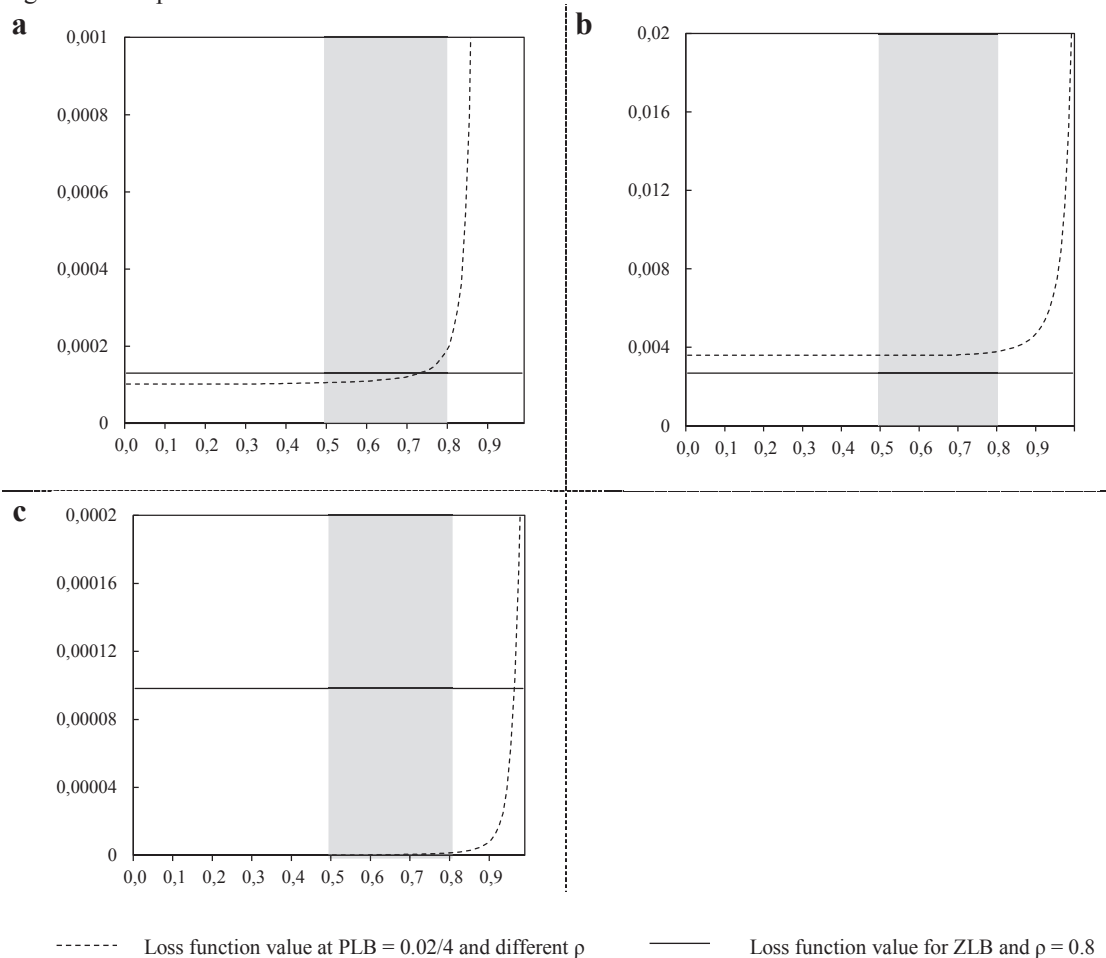 a
0,001
0,0008
0,0006
0,0004
0,0002
0
0,0 0,1 0,2 0,3 0,4 0,5 0,6 0,7 0,8 0,9
b
0,02
0,016
0,012
0,008
0,004
0
0,0 0,1 0,2 0,3 0,4 0,5 0,6 0,7 0,8 0,9
c
0,0002
0,00016
0,00012
0,00008
0,00004
0
0,0 0,1 0,2 0,3 0,4 0,5 0,6 0,7 0,8 0,9
Loss function value at PLB = 0.02/4 and different ρ
Loss function value for ZLB and ρ = 0.8